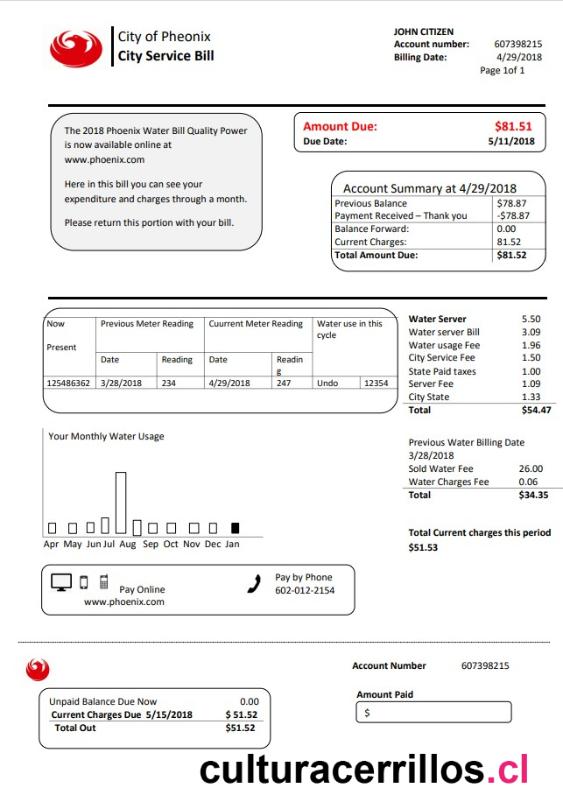 City of Pheonix
City Service Bill
JOHN CITIZEN
Account number: 607398215
Billing Date: 4/29/2018
Page 1of 1
The 2018 Phoenix Water Bill Quality Power
is now available online at
www.phoenix.com
Here in this bill you can see your
expenditure and charges through a month.
Please return this portion with your bill.
Amount Due: $81.51
Due Date: 5/11/2018
Account Summary at 4/29/2018
Previous Balance $78.87
Payment Received – Thank you -$78.87
Balance Forward: 0.00
Current Charges: 81.52
Total Amount Due: $81.52
Now Previous Meter Reading Cuurrent Meter Reading Water use in this
Present cycle
Date Reading Date Readin
g
125486362 3/28/2018 234 4/29/2018 247 Undo 12354
Water Server 5.50
Water server Bill 3.09
Water usage Fee 1.96
City Service Fee 1.50
State Paid taxes 1.00
Server Fee 1.09
City State 1.33
Total $54.47
Your Monthly Water Usage
Apr May Jun Jul Aug Sep Oct Nov Dec Jan
Previous Water Billing Date
3/28/2018
Sold Water Fee 26.00
Water Charges Fee 0.06
Total $34.35
Total Current charges this period
$51.53
Pay Online
www.phoenix.com
Pay by Phone
602-012-2154
Account Number 607398215
Unpaid Balance Due Now 0.00
Current Charges Due 5/15/2018 $ 51.52
Total Out $51.52
Amount Paid
$
culturacerrillos.cl